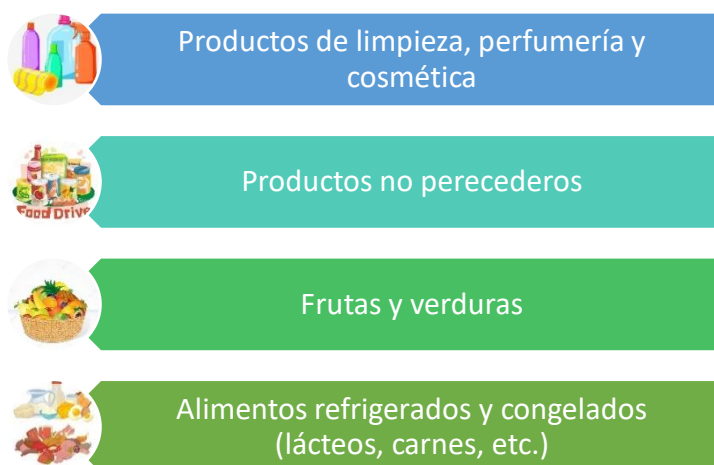 Productos de limpieza, perfumería y
cosmética
Productos no perecederos
Food Drive
Frutas y verduras
Alimentos refrigerados y congelados
(lácteos, carnes, etc.)